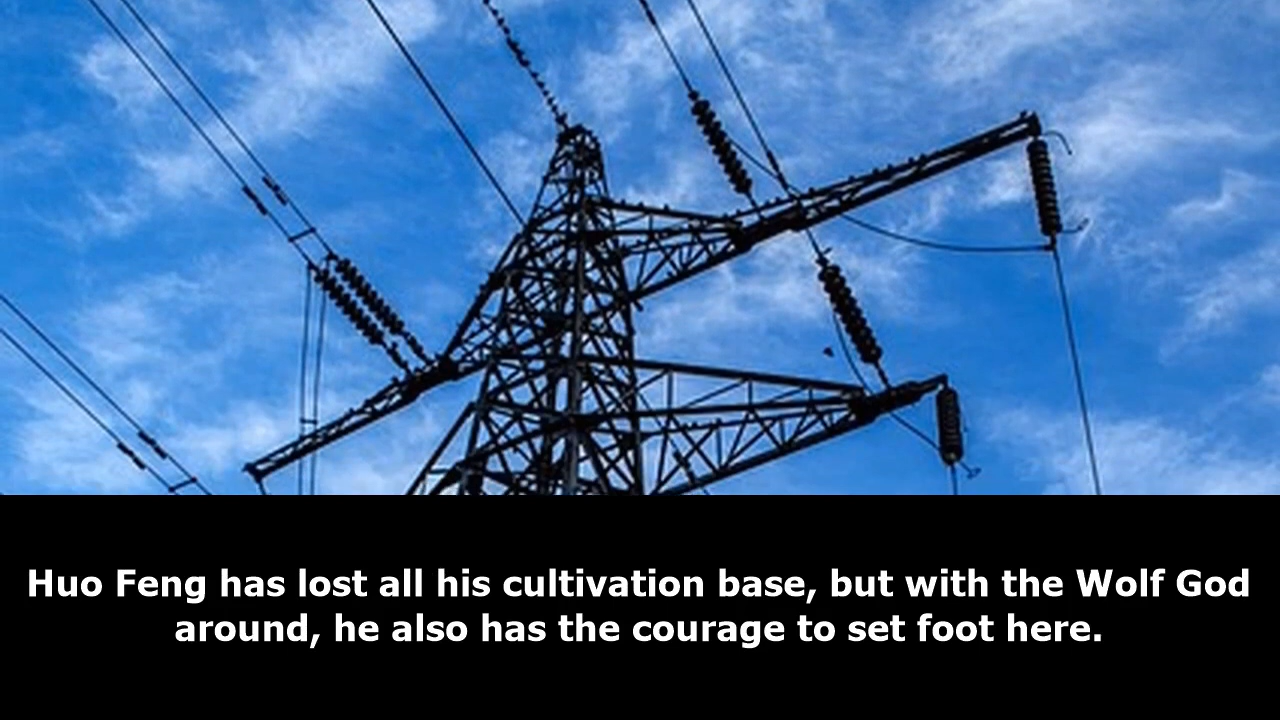 Huo Feng has lost all his cultivation base, but with the Wolf God
around, he also has the courage to set foot here.